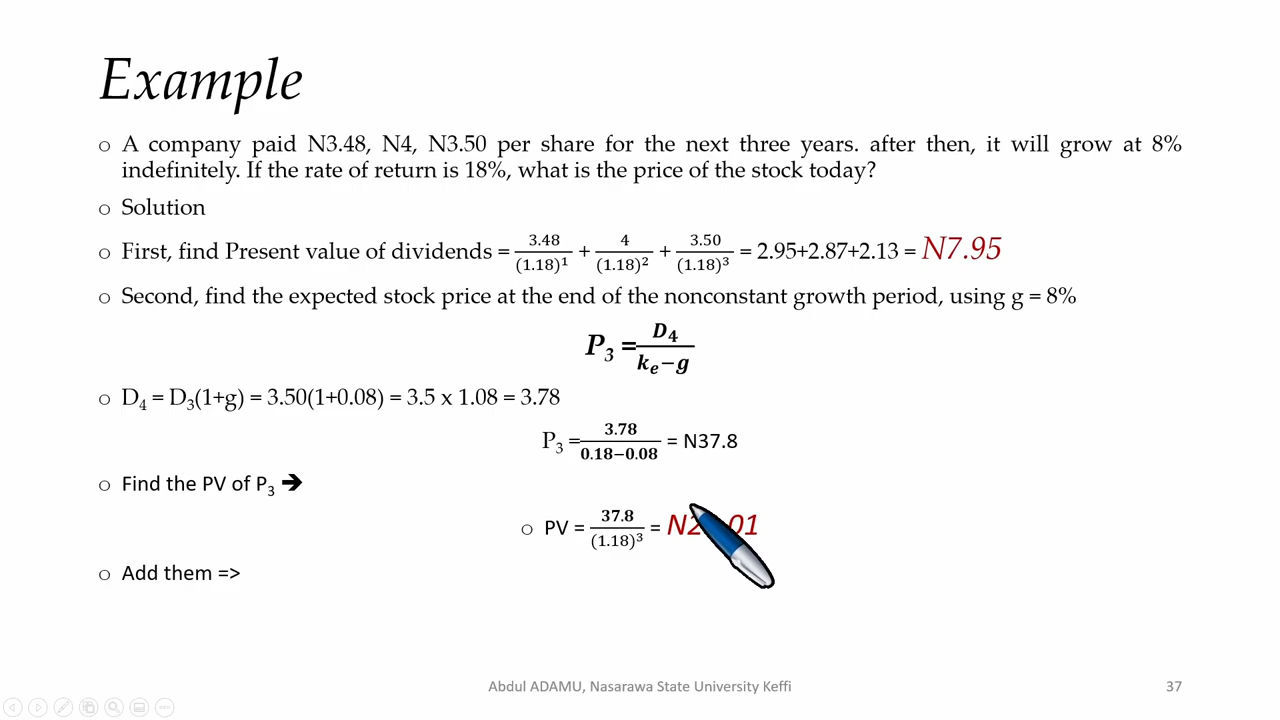 Example
o A company paid N3.48, N4, N3.50 per share for the next three years. after then, it will grow at 8%
indefinitely. If the rate of return is 18%, what is the price of the stock today?
o Solution
o First, find Present value of dividends = 3.48/(1.18)¹ + 4/(1.18)² + 3.50/(1.18)³ = 2.95+2.87+2.13 = N7.95
o Second, find the expected stock price at the end of the nonconstant growth period, using g = 8%
P₃ = D₄/(kₑ−g)
o D₄ = D₃(1+g) = 3.50(1+0.08) = 3.5 x 1.08 = 3.78
P₃ = 3.78/(0.18−0.08) = N37.8
o Find the PV of P₃ ➔
o PV = 37.8/(1.18)³ =
o Add them =>
Abdul ADAMU, Nasarawa State University Keffi
37